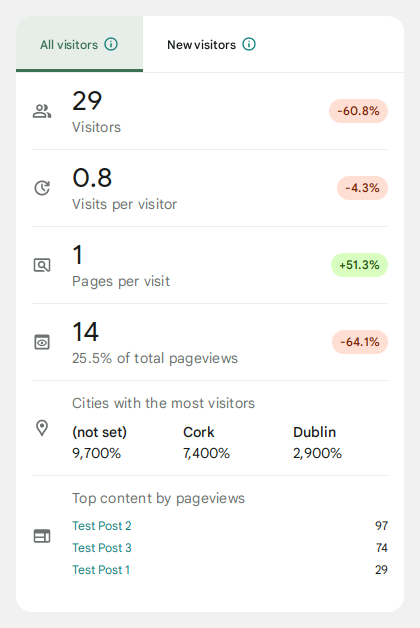 All visitors New visitors
29
Visitors
-60.8%
0.8
Visits per visitor
-4.3%
1
Pages per visit
+51.3%
14
25.5% of total pageviews
-64.1%
Cities with the most visitors
(not set) Cork Dublin
9,700% 7,400% 2,900%
Top content by pageviews
Test Post 2 97
Test Post 3 74
Test Post 1 29